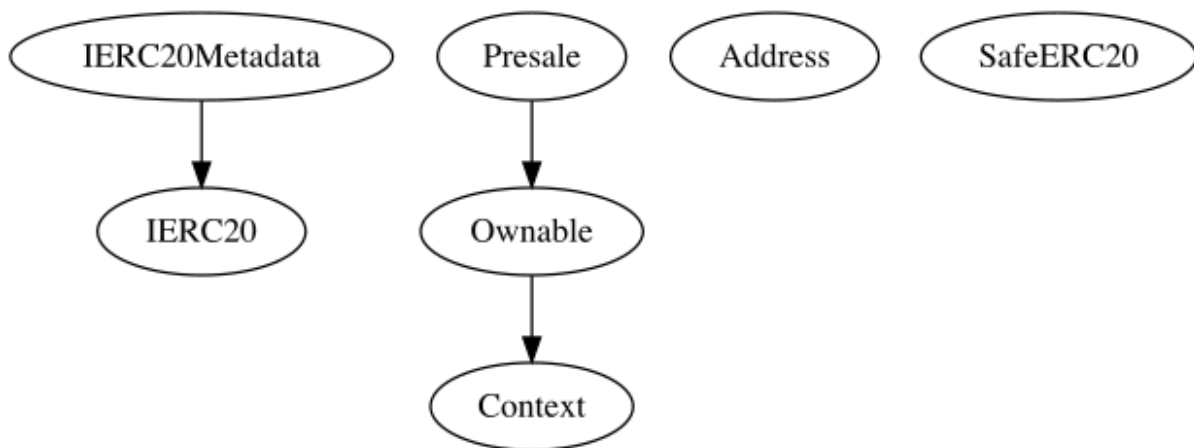 IERC20Metadata
Presale
Address
SafeERC20
IERC20
Ownable
Context